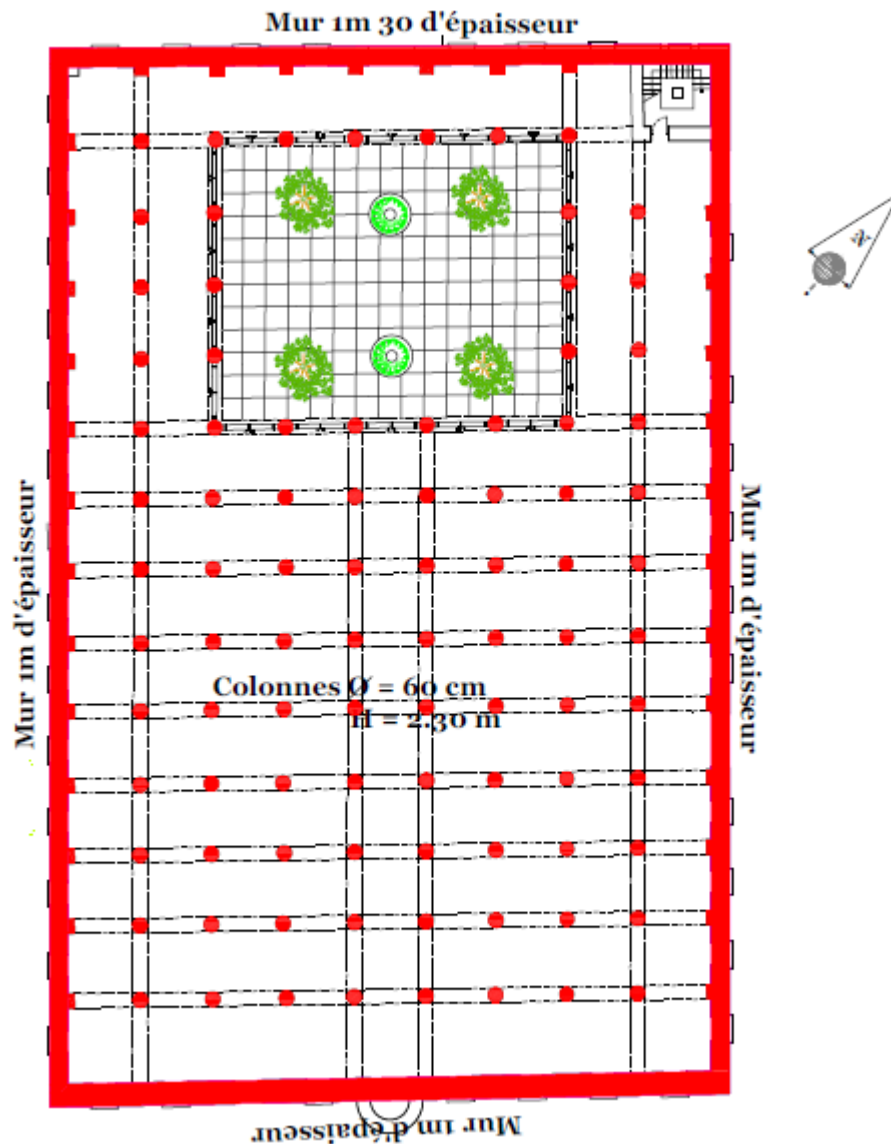 Mur 1m 30 d'épaisseur
N
Mur 1m d'épaisseur
Mur 1m d'épaisseur
Colonnes Ø = 60 cm
H = 2.30 m
Mur 1m d'épaisseur